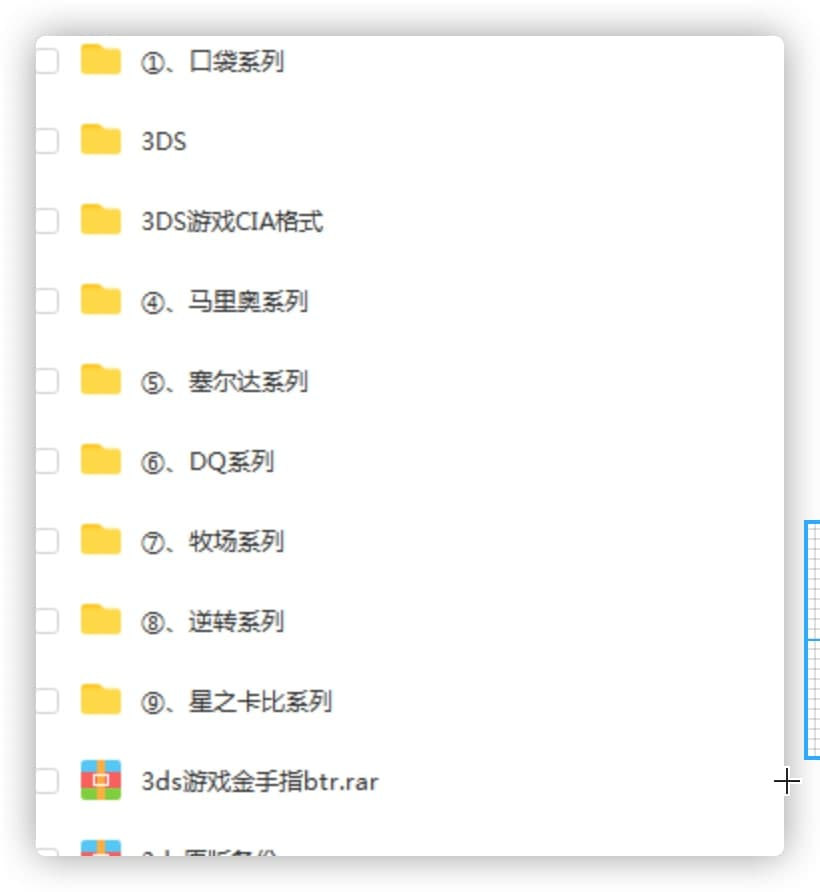 ①、口袋系列
3DS
3DS游戏CIA格式
④、马里奥系列
⑤、塞尔达系列
⑥、DQ系列
⑦、牧场系列
⑧、逆转系列
⑨、星之卡比系列
3ds游戏金手指btr.rar